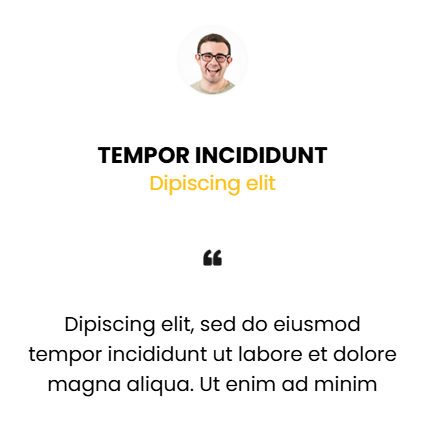 TEMPOR INCIDIDUNT
Dipiscing elit
“
Dipiscing elit, sed do eiusmod
tempor incididunt ut labore et dolore
magna aliqua. Ut enim ad minim